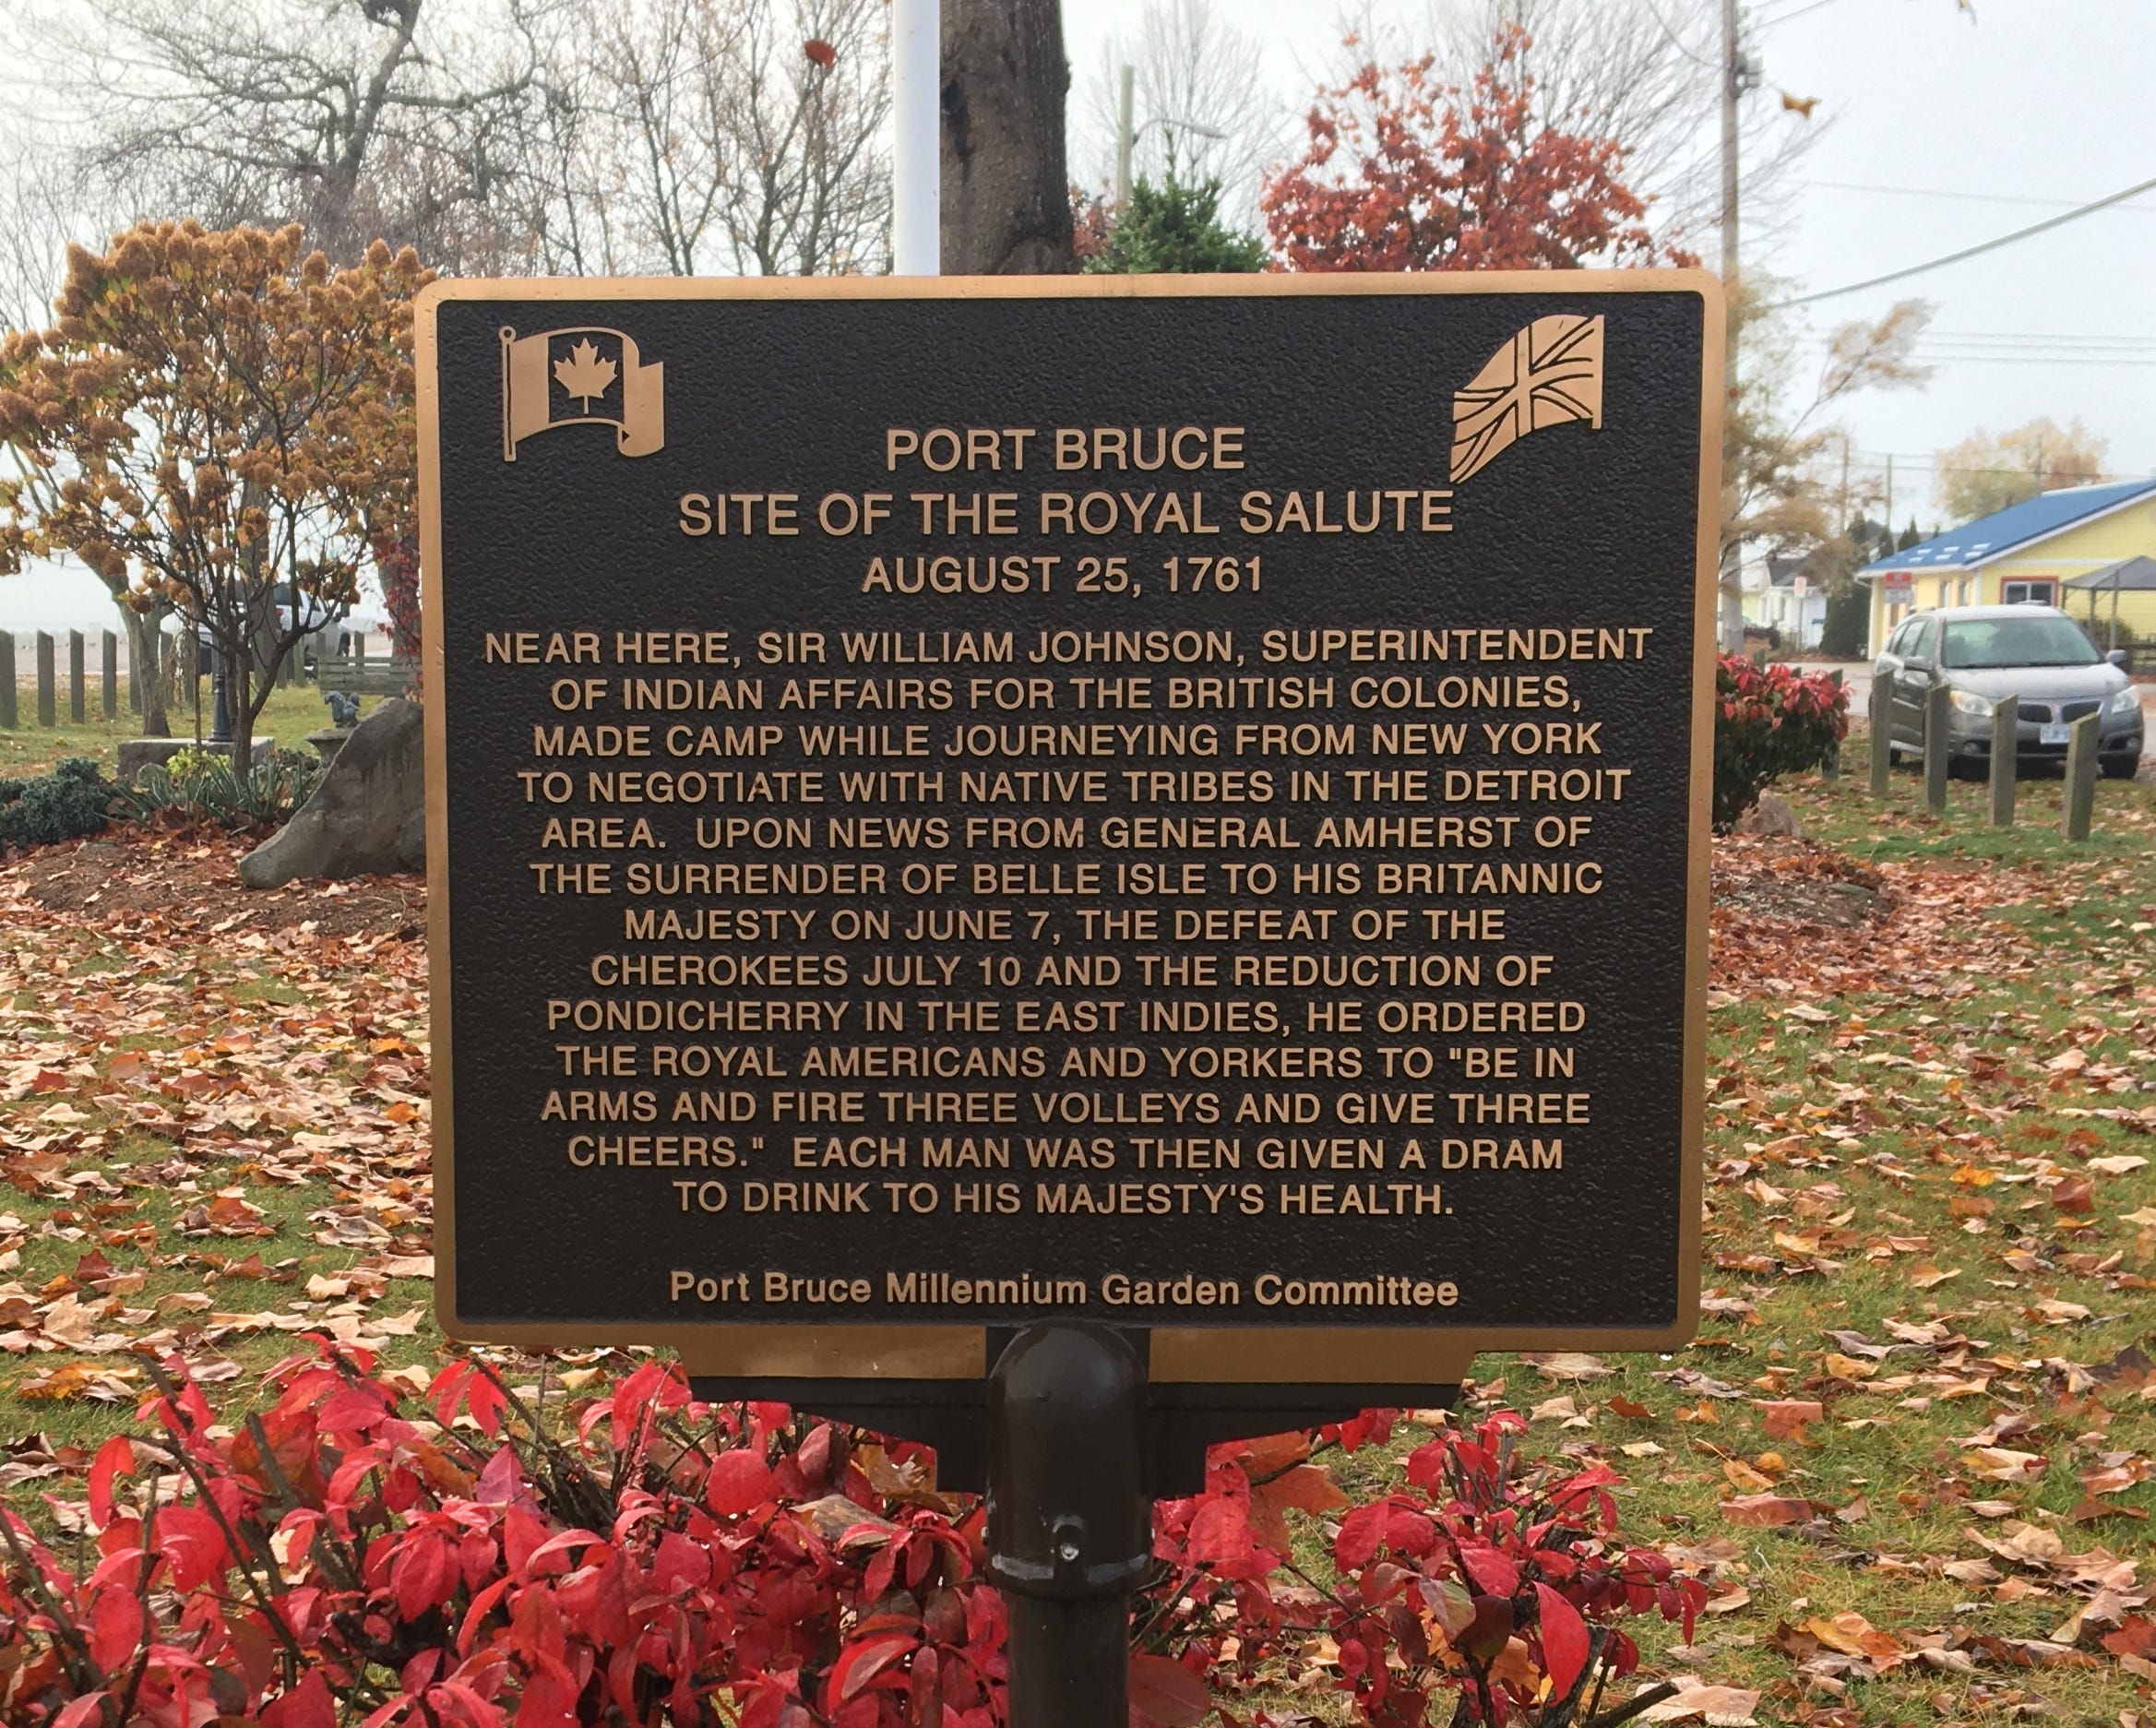 PORT BRUCE
SITE OF THE ROYAL SALUTE
AUGUST 25, 1761
NEAR HERE, SIR WILLIAM JOHNSON, SUPERINTENDENT
OF INDIAN AFFAIRS FOR THE BRITISH COLONIES,
MADE CAMP WHILE JOURNEYING FROM NEW YORK
TO NEGOTIATE WITH NATIVE TRIBES IN THE DETROIT
AREA.  UPON NEWS FROM GENERAL AMHERST OF
THE SURRENDER OF BELLE ISLE TO HIS BRITANNIC
MAJESTY ON JUNE 7, THE DEFEAT OF THE
CHEROKEES JULY 10 AND THE REDUCTION OF
PONDICHERRY IN THE EAST INDIES, HE ORDERED
THE ROYAL AMERICANS AND YORKERS TO "BE IN
ARMS AND FIRE THREE VOLLEYS AND GIVE THREE
CHEERS."  EACH MAN WAS THEN GIVEN A DRAM
TO DRINK TO HIS MAJESTY'S HEALTH.
Port Bruce Millennium Garden Committee